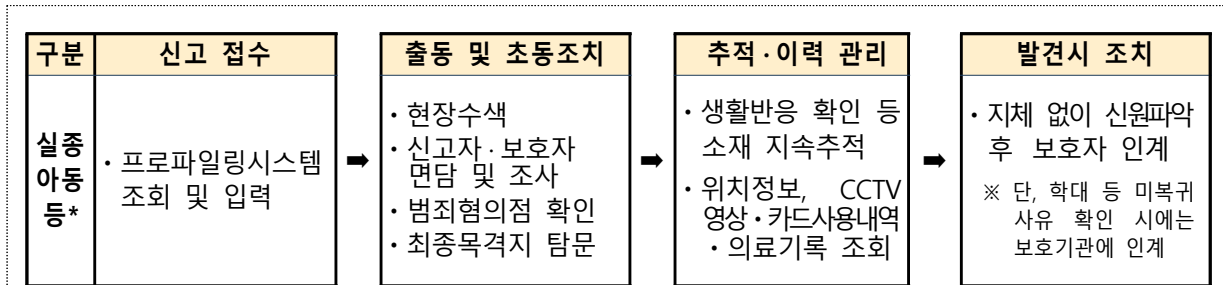 구분
신고 접수
실종
아동
등*
・프로파일링시스템
조회 및 입력
➡
출동 및 초동조치
・현장수색
・신고자・보호자
면담 및 조사
・범죄혐의점 확인
・최종목격지 탐문
➡
추적・이력 관리
・생활반응 확인 등
소재 지속추적
・위치정보, CCTV
영상・카드사용내역
・의료기록 조회
➡
발견시 조치
・지체 없이 신원파악
후 보호자 인계
※ 단, 학대 등 미복귀
사유 확인 시에는
보호기관에 인계